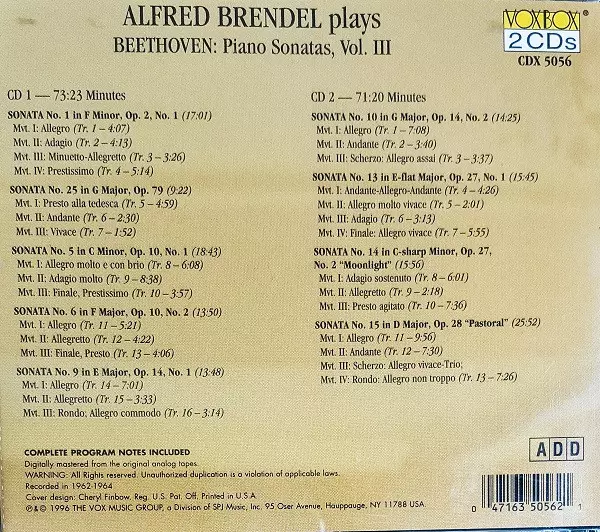 ALFRED BRENDEL plays
BEETHOVEN: Piano Sonatas, Vol. III
VOXBOX®
2 CDs
CDX 5056
CD 1 — 73:23 Minutes
SONATA No. 1 in F Minor, Op. 2, No. 1 (17:01)
Mvt. I: Allegro (Tr. 1 – 4:07)
Mvt. II: Adagio (Tr. 2 – 4:13)
Mvt. III: Minuetto-Allegretto (Tr. 3 – 3:26)
Mvt. IV: Prestissimo (Tr. 4 – 5:14)
SONATA No. 25 in G Major, Op. 79 (9:22)
Mvt. I: Presto alla tedesca (Tr. 5 – 4:59)
Mvt. II: Andante (Tr. 6 – 2:30)
Mvt. III: Vivace (Tr. 7 – 1:52)
SONATA No. 5 in C Minor, Op. 10, No. 1 (18:43)
Mvt. I: Allegro molto e con brio (Tr. 8 – 6:08)
Mvt. II: Adagio molto (Tr. 9 – 8:38)
Mvt. III: Finale, Prestissimo (Tr. 10 – 3:57)
SONATA No. 6 in F Major, Op. 10, No. 2 (13:50)
Mvt. I: Allegro (Tr. 11 – 5:21)
Mvt. II: Allegretto (Tr. 12 – 4:22)
Mvt. III: Finale, Presto (Tr. 13 – 4:06)
SONATA No. 9 in E Major, Op. 14, No. 1 (13:48)
Mvt. I: Allegro (Tr. 14 – 7:01)
Mvt. II: Allegretto (Tr. 15 – 3:33)
Mvt. III: Rondo; Allegro commodo (Tr. 16 – 3:14)
CD 2 — 71:20 Minutes
SONATA No. 10 in G Major, Op. 14, No. 2 (14:25)
Mvt. I: Allegro (Tr. 1 – 7:08)
Mvt. II: Andante (Tr. 2 – 3:40)
Mvt. III: Scherzo: Allegro assai (Tr. 3 – 3:37)
SONATA No. 13 in E-flat Major, Op. 27, No. 1 (15:45)
Mvt. I: Andante-Allegro-Andante (Tr. 4 – 4:26)
Mvt. II: Allegro molto vivace (Tr. 5 – 2:01)
Mvt. III: Adagio (Tr. 6 – 3:13)
Mvt. IV: Finale: Allegro vivace (Tr. 7 – 5:55)
SONATA No. 14 in C-sharp Minor, Op. 27,
No. 2 “Moonlight” (15:56)
Mvt. I: Adagio sostenuto (Tr. 8 – 6:01)
Mvt. II: Allegretto (Tr. 9 – 2:18)
Mvt. III: Presto agitato (Tr. 10 – 7:36)
SONATA No. 15 in D Major, Op. 28 “Pastoral” (25:52)
Mvt. I: Allegro (Tr. 11 – 9:56)
Mvt. II: Andante (Tr. 12 – 7:30)
Mvt. III: Scherzo: Allegro vivace-Trio;
Mvt. IV: Rondo: Allegro non troppo (Tr. 13 – 7:26)
COMPLETE PROGRAM NOTES INCLUDED
Digitally mastered from the original analog tapes.
WARNING: All Rights reserved. Unauthorized duplication is a violation of applicable laws.
Recorded in 1962-1964
Cover design: Cheryl Finbow. Reg. U.S. Pat. Off. Printed in U.S.A.
℗ & © 1996 THE VOX MUSIC GROUP, a Division of SPJ Music, Inc. 95 Oser Avenue, Hauppauge, NY 11788 USA.
ADD
0 47163 50562 1